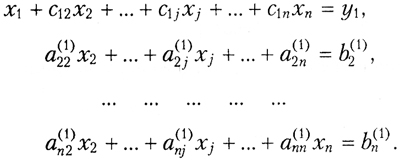 x_1 + c_{12}x_2 + ... + c_{1j}x_j + ... + c_{1n}x_n = y_1,
a_{22}^{(1)}x_2 + ... + a_{2j}^{(1)}x_j + ... + a_{2n}^{(1)} = b_2^{(1)},
... ... ... ... ...
a_{n2}^{(1)}x_2 + ... + a_{nj}^{(1)}x_j + ... + a_{nn}^{(1)}x_n = b_n^{(1)}.